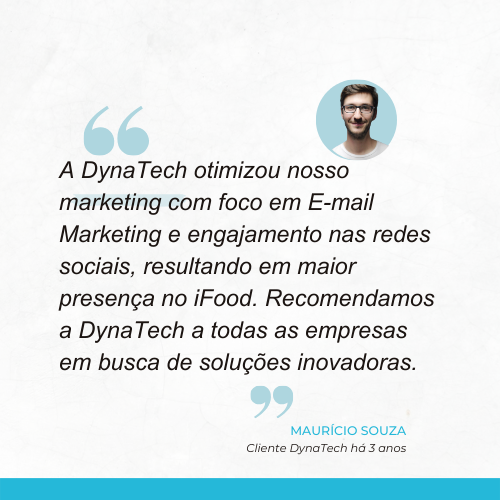 A DynaTech otimizou nosso
marketing com foco em E-mail
Marketing e engajamento nas redes
sociais, resultando em maior
presença no iFood. Recomendamos
a DynaTech a todas as empresas
em busca de soluções inovadoras.
MAURÍCIO SOUZA
Cliente DynaTech há 3 anos